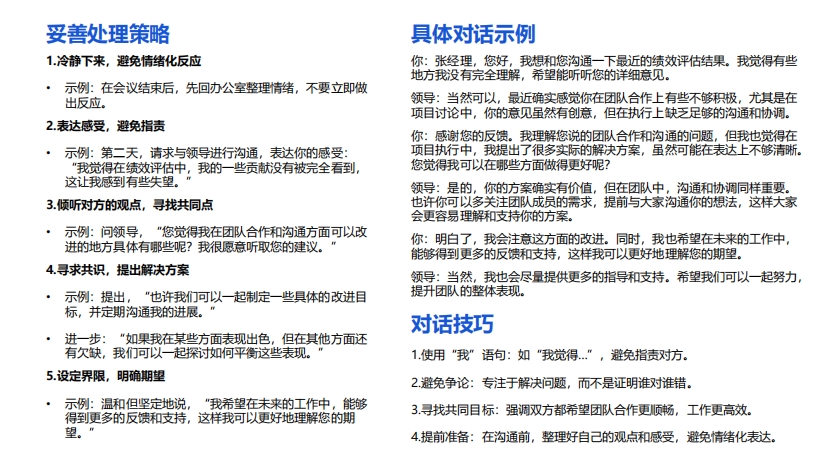 妥善处理策略
1.冷静下来，避免情绪化反应
• 示例：在会议结束后，先回办公室整理情绪，不要立即做
出反应。
2.表达感受，避免指责
• 示例：第二天，请求与领导进行沟通，表达你的感受：
“我觉得在绩效评估中，我的一些贡献没有被完全看到，
这让我感到有些失望。”
3.倾听对方的观点，寻找共同点
• 示例：问领导，“您觉得我在团队合作和沟通方面可以改
进的地方具体有哪些呢？我很愿意听取您的建议。”
4.寻求共识，提出解决方案
• 示例：提出，“也许我们可以一起制定一些具体的改进目
标，并定期沟通我的进展。”
• 进一步：“如果我在某些方面表现出色，但在其他方面还
有欠缺，我们可以一起探讨如何平衡这些表现。”
5.设定界限，明确期望
• 示例：温和但坚定地说，“我希望在未来的工作中，能够
得到更多的反馈和支持，这样我可以更好地理解您的期
望。”
具体对话示例
你：张经理，您好，我想和您沟通一下最近的绩效评估结果。我觉得有些
地方我没有完全理解，希望能听听您的详细意见。
领导：当然可以，最近确实感觉你在团队合作上有些不够积极，尤其是在
项目讨论中，你的意见虽然有创意，但在执行上缺乏足够的沟通和协调。
你：感谢您的反馈。我理解您说的团队合作和沟通的问题，但我也觉得在
项目执行中，我提出了很多实际的解决方案，虽然可能在表达上不够清晰。
您觉得我可以在哪些方面做得更好呢？
领导：是的，你的方案确实有价值，但在团队中，沟通和协调同样重要。
也许你可以多关注团队成员的需求，提前与大家沟通你的想法，这样大家
会更容易理解和支持你的方案。
你：明白了，我会注意这方面的改进。同时，我也希望在未来的工作中，
能够得到更多的反馈和支持，这样我可以更好地理解您的期望。
领导：当然，我也会尽量提供更多的指导和支持。希望我们可以一起努力，
提升团队的整体表现。
对话技巧
1.使用“我”语句：如“我觉得...”，避免指责对方。
2.避免争论：专注于解决问题，而不是证明谁对谁错。
3.寻找共同目标：强调双方都希望团队合作更顺畅，工作更高效。
4.提前准备：在沟通前，整理好自己的观点和感受，避免情绪化表达。